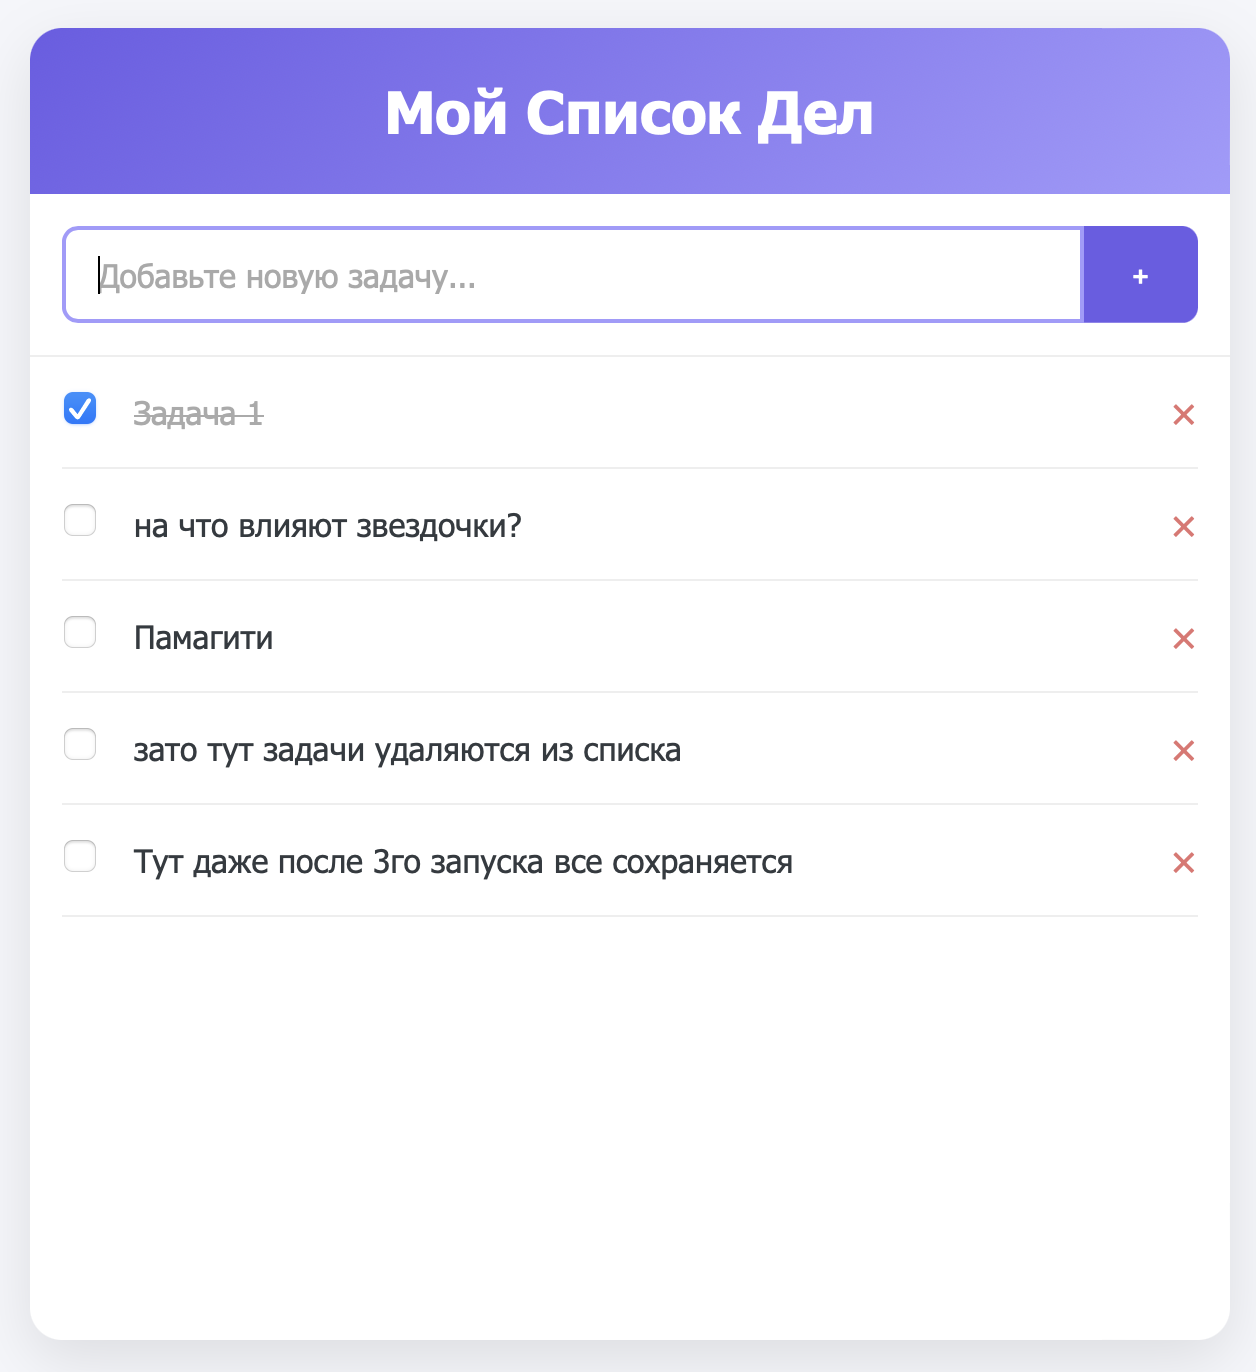 Мой Список Дел
Добавьте новую задачу...
+
Задача 1
×
на что влияют звездочки?
×
Памагити
×
зато тут задачи удаляются из списка
×
Тут даже после 3го запуска все сохраняется
×